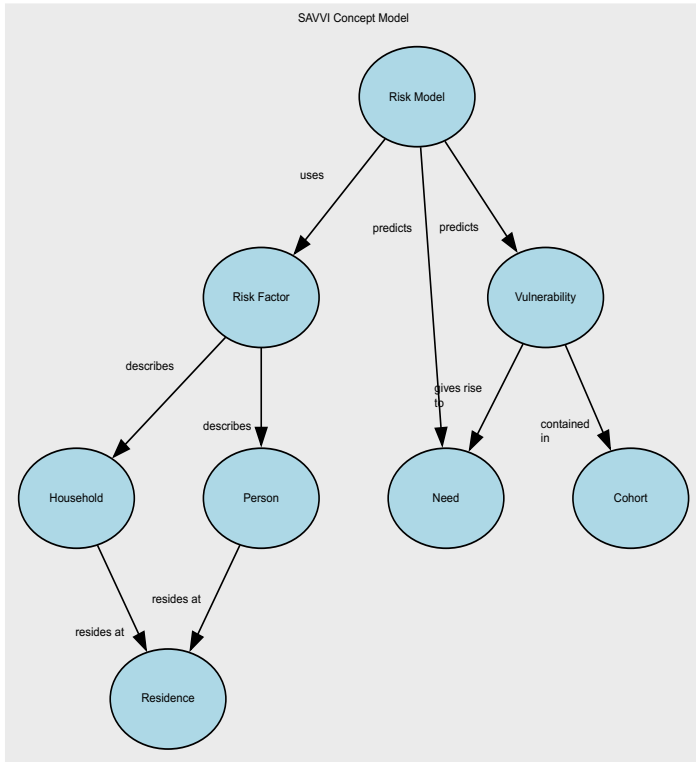 SAVVI Concept Model
Risk Model
uses
predicts
predicts
Risk Factor
Vulnerability
describes
gives rise
to
describes
contained
in
Household
Person
Need
Cohort
resides at
resides at
Residence